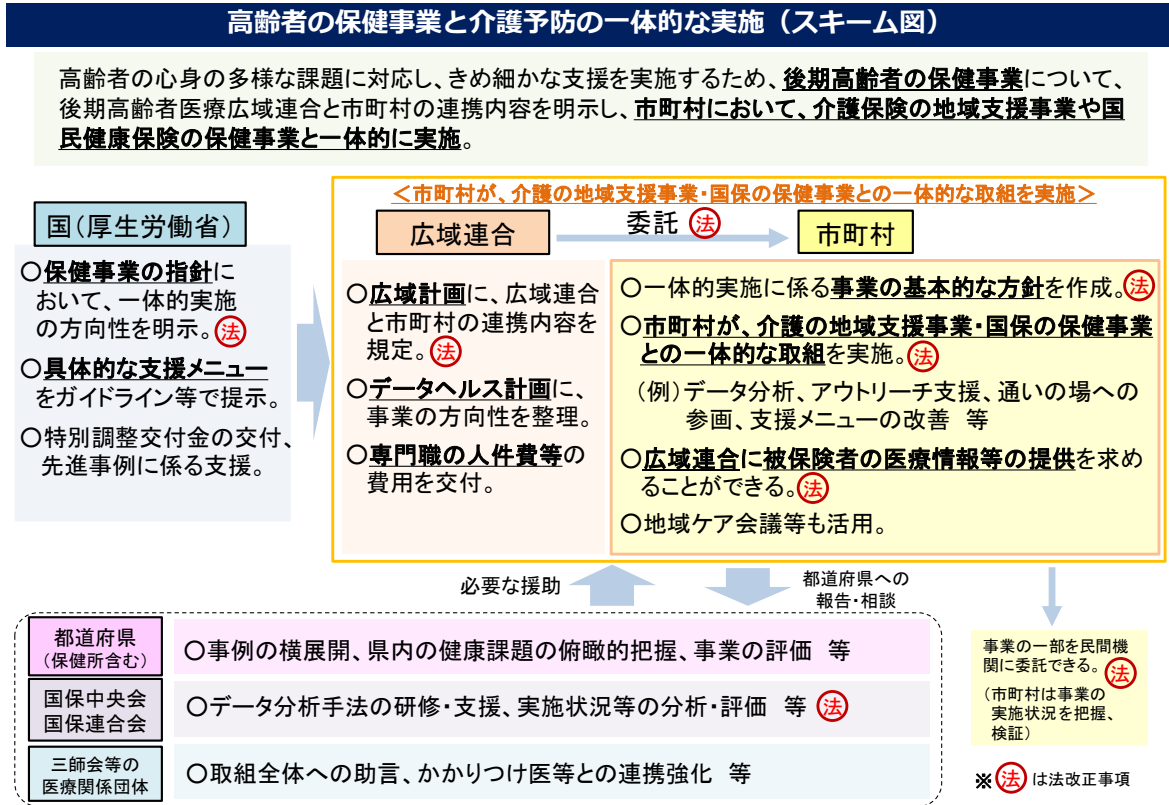 高齢者の保健事業と介護予防の一体的な実施（スキーム図）
高齢者の心身の多様な課題に対応し、きめ細かな支援を実施するため、後期高齢者の保健事業について、
後期高齢者医療広域連合と市町村の連携内容を明示し、市町村において、介護保険の地域支援事業や国
民健康保険の保健事業と一体的に実施。
＜市町村が、介護の地域支援事業・国保の保健事業との一体的な取組を実施＞
国（厚生労働省）
○保健事業の指針に
おいて、一体的実施
の方向性を明示。法
○具体的な支援メニュー
をガイドライン等で提示。
○特別調整交付金の交付、
先進事例に係る支援。
広域連合
委託 法
市町村
○広域計画に、広域連合
と市町村の連携内容を
規定。法
○データヘルス計画に、
事業の方向性を整理。
○専門職の人件費等の
費用を交付。
○一体的実施に係る事業の基本的な方針を作成。法
○市町村が、介護の地域支援事業・国保の保健事業
との一体的な取組を実施。法
（例）データ分析、アウトリーチ支援、通いの場への
参画、支援メニューの改善 等
○広域連合に被保険者の医療情報等の提供を求め
ることができる。法
○地域ケア会議等も活用。
必要な援助
都道府県への
報告・相談
都道府県
（保健所含む）
○事例の横展開、県内の健康課題の俯瞰的把握、事業の評価 等
国保中央会
国保連合会
○データ分析手法の研修・支援、実施状況等の分析・評価 等 法
三師会等の
医療関係団体
○取組全体への助言、かかりつけ医等との連携強化 等
事業の一部を民間機
関に委託できる。法
（市町村は事業の
実施状況を把握、
検証）
※法は法改正事項